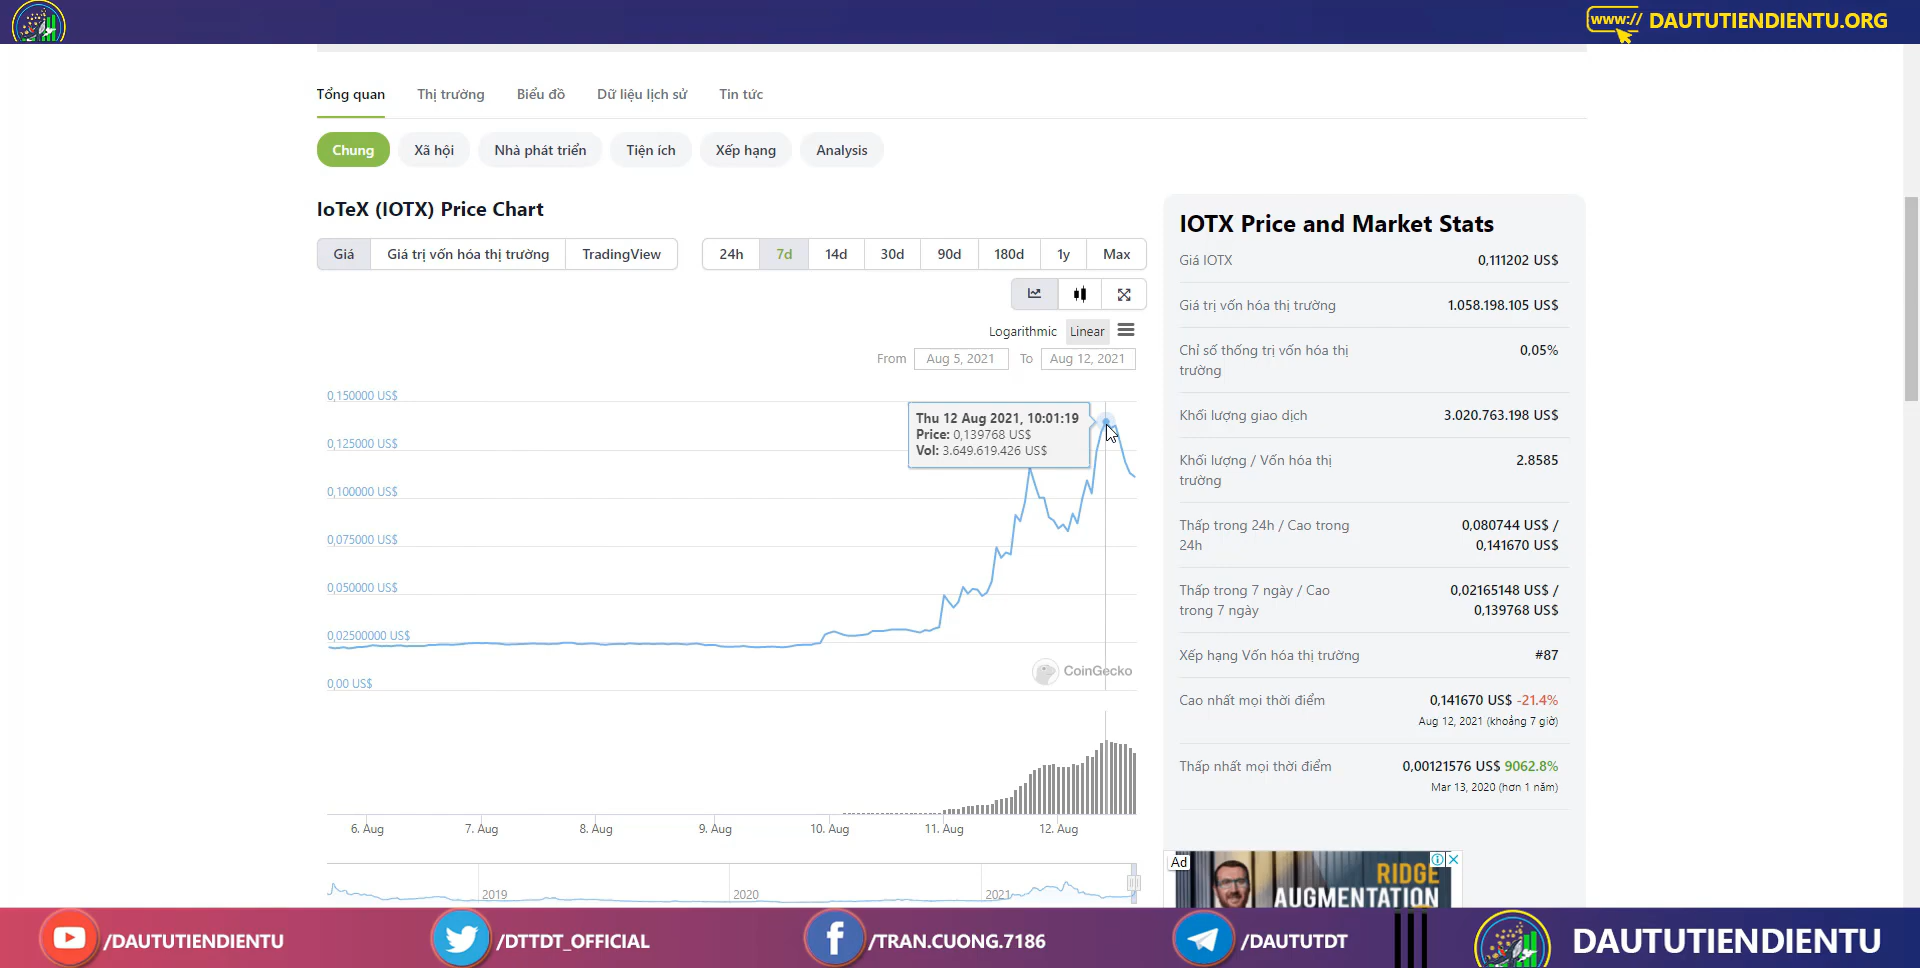 www:// DAUTUTIENDIENTU.ORG
Tổng quan Thị trường Biểu đồ Dữ liệu lịch sử Tin tức
Chung Xã hội Nhà phát triển Tiện ích Xếp hạng Analysis
IoTeX (IOTX) Price Chart
Giá Giá trị vốn hóa thị trường TradingView 24h 7d 14d 30d 90d 180d 1y Max
Logarithmic Linear
From Aug 5, 2021 To Aug 12, 2021
0,150000 US$
0,125000 US$
0,100000 US$
0,075000 US$
0,050000 US$
0,02500000 US$
0,00 US$
Thu 12 Aug 2021, 10:01:19
Price: 0,139768 US$
Vol: 3.649.619.426 US$
CoinGecko
6. Aug 7. Aug 8. Aug 9. Aug 10. Aug 11. Aug 12. Aug
2019 2020 2021
IOTX Price and Market Stats
Giá IOTX 0,111202 US$
Giá trị vốn hóa thị trường 1.058.198.105 US$
Chỉ số thống trị vốn hóa thị 0,05%
trường
Khối lượng giao dịch 3.020.763.198 US$
Khối lượng / Vốn hóa thị 2.8585
trường
Thấp trong 24h / Cao trong 0,080744 US$ /
24h 0,141670 US$
Thấp trong 7 ngày / Cao 0,02165148 US$ /
trong 7 ngày 0,139768 US$
Xếp hạng Vốn hóa thị trường #87
Cao nhất mọi thời điểm 0,141670 US$ -21.4%
Aug 12, 2021 (khoảng 7 giờ)
Thấp nhất mọi thời điểm 0,00121576 US$ 9062.8%
Mar 13, 2020 (hơn 1 năm)
Ad
RIDGE
AUGMENTATION
/DAUTUTIENDIENTU /DTTDT_OFFICIAL /TRAN.CUONG.7186 /DAUTUTDT DAUTUTIENDIENTU